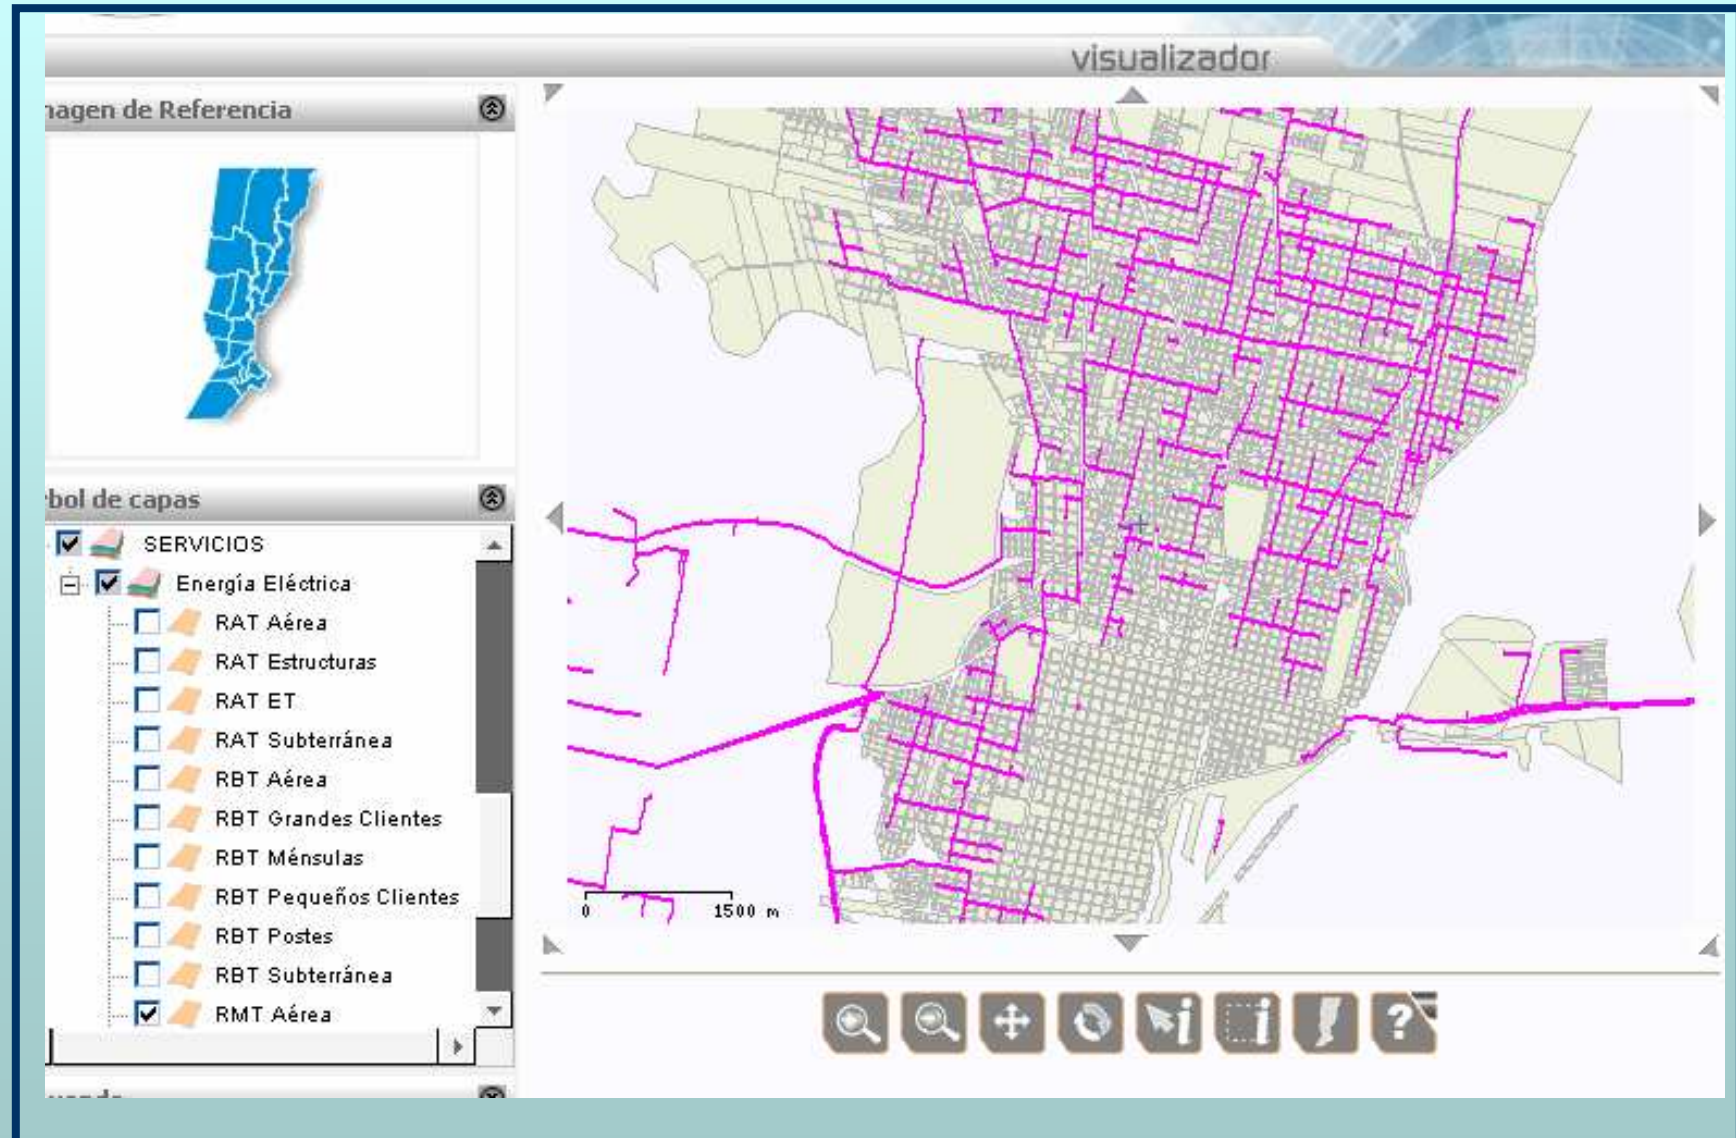 visualizador
nagen de Referencia
bol de capas
SERVICIOS
Energía Eléctrica
RAT Aérea
RAT Estructuras
RAT ET
RAT Subterránea
RBT Aérea
RBT Grandes Clientes
RBT Ménsulas
RBT Pequeños Clientes
RBT Postes
RBT Subterránea
RMT Aérea
0 1500 m